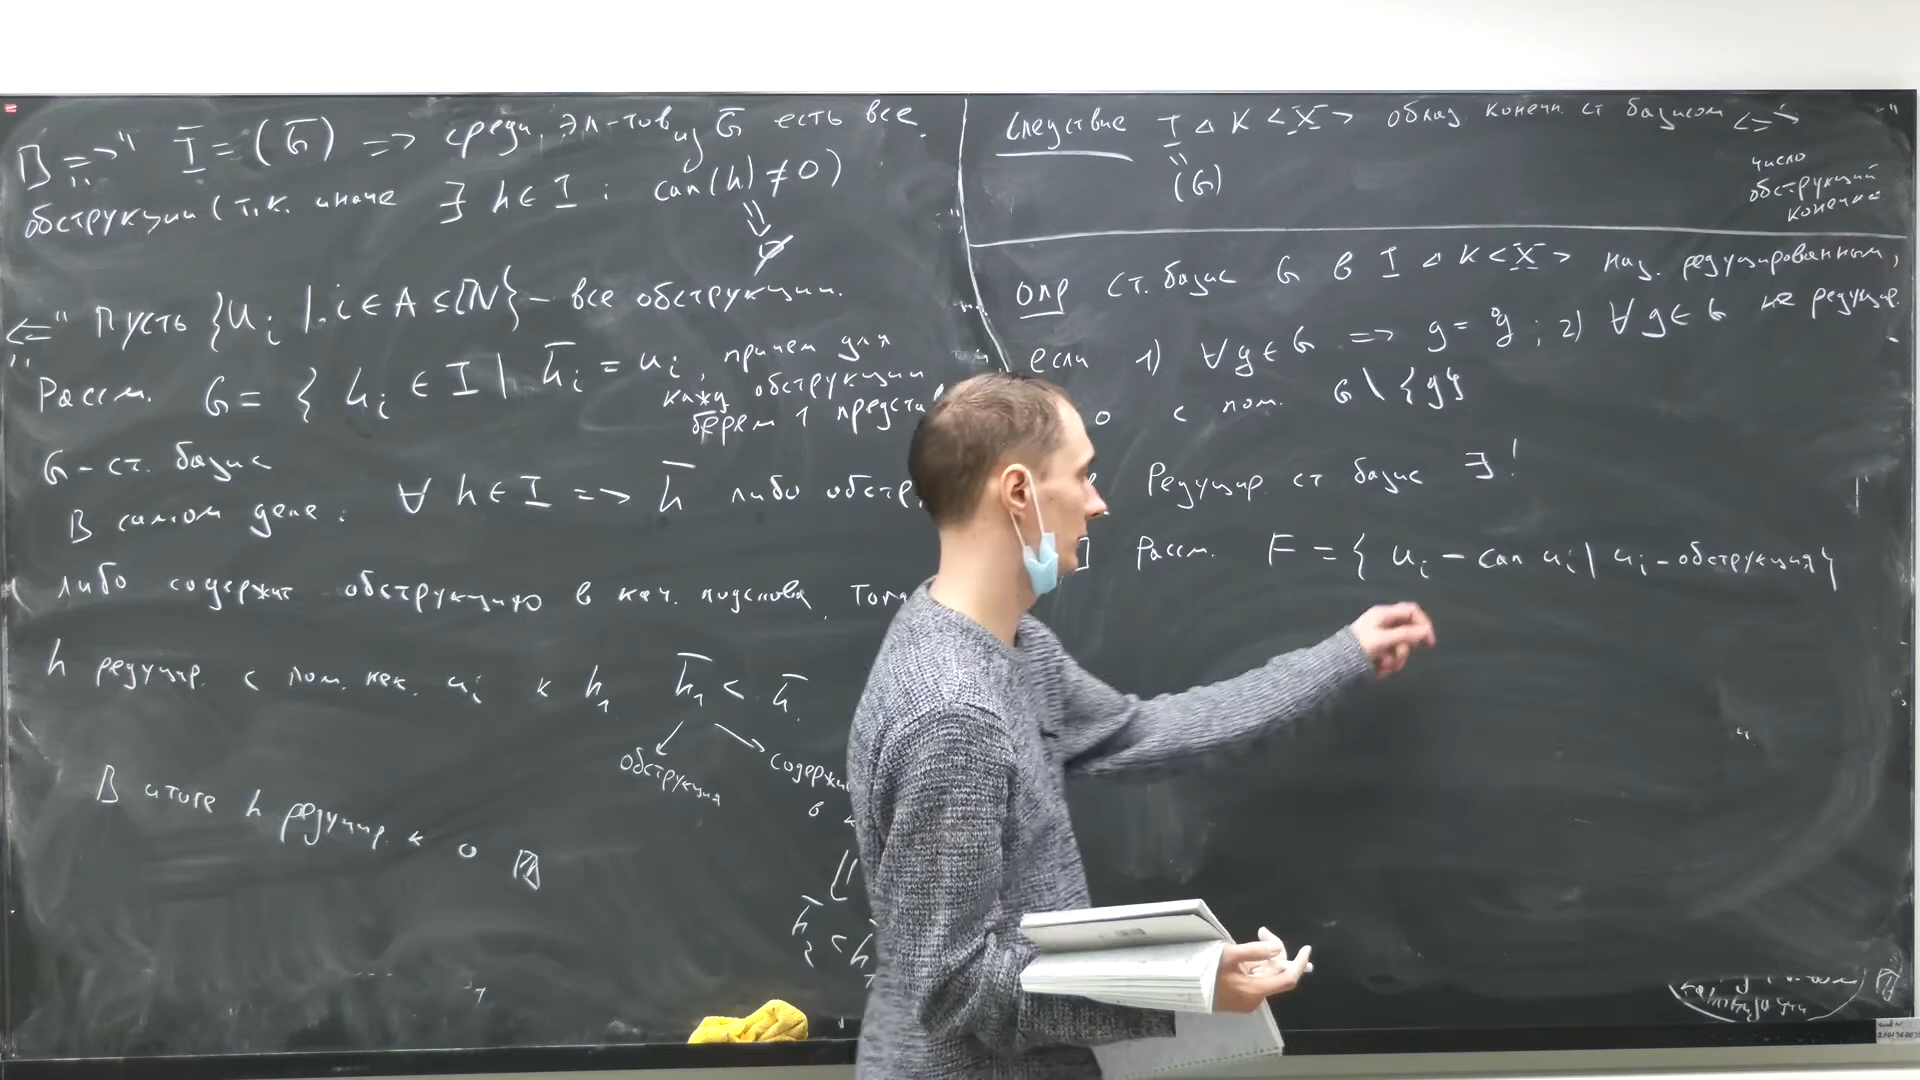 "=>" I = (G) => среди эл-тов из G̅ есть все
обструкции (т.к. иначе ∃ h ∈ I : can(h) ≠ 0)
"<=" Пусть {u_i | i ∈ A ⊆ ℕ} - все обструкции.
Рассм. G = { h_i ∈ I | h̅_i = u_i, причем для
кажд обструкции
берем 1 предста
G - ст. базис
В самом деле: ∀ h ∈ I => h̅ либо обстр.
либо содержит обструкцию в кач. подслова.
h редуцир. с пом. нек. u_i к h_1 h̅_1 < h̅.
обструкция
содержи
в к
В итоге h редуцир. к 0
Следствие I ⊲ K<X> облад. конечн. ст базисом <=>
(G)
число
обструкций
конечно
Опр Ст. базис G в I ⊲ K<X> наз. редуцированным,
если 1) ∀ g ∈ G => g = g° ; 2) ∀ g ∈ G не редуцир.
с пом. G \ {g}
Редуцир. ст базис ∃!
Рассм. F = { u_i - can u_i | u_i - обструкция}